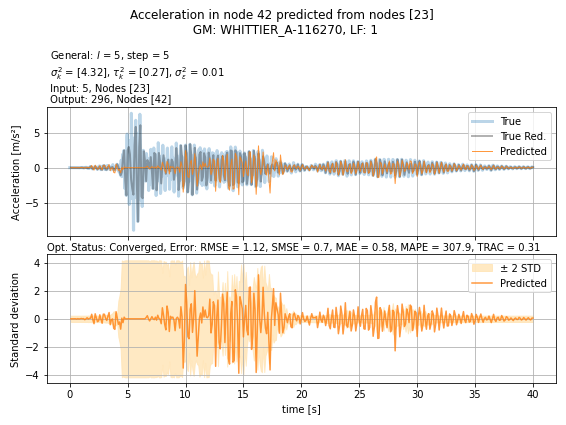 Acceleration in node 42 predicted from nodes [23]
GM: WHITTIER_A-116270, LF: 1
General: l = 5, step = 5
σ²ₖ = [4.32], τ²ₖ = [0.27], σ²ε = 0.01
Input: 5, Nodes [23]
Output: 296, Nodes [42]
Acceleration [m/s²]
5
0
−5
True
True Red.
Predicted
Opt. Status: Converged, Error: RMSE = 1.12, SMSE = 0.7, MAE = 0.58, MAPE = 307.9, TRAC = 0.31
Standard deviation
4
2
0
−2
−4
± 2 STD
Predicted
0 5 10 15 20 25 30 35 40
time [s]